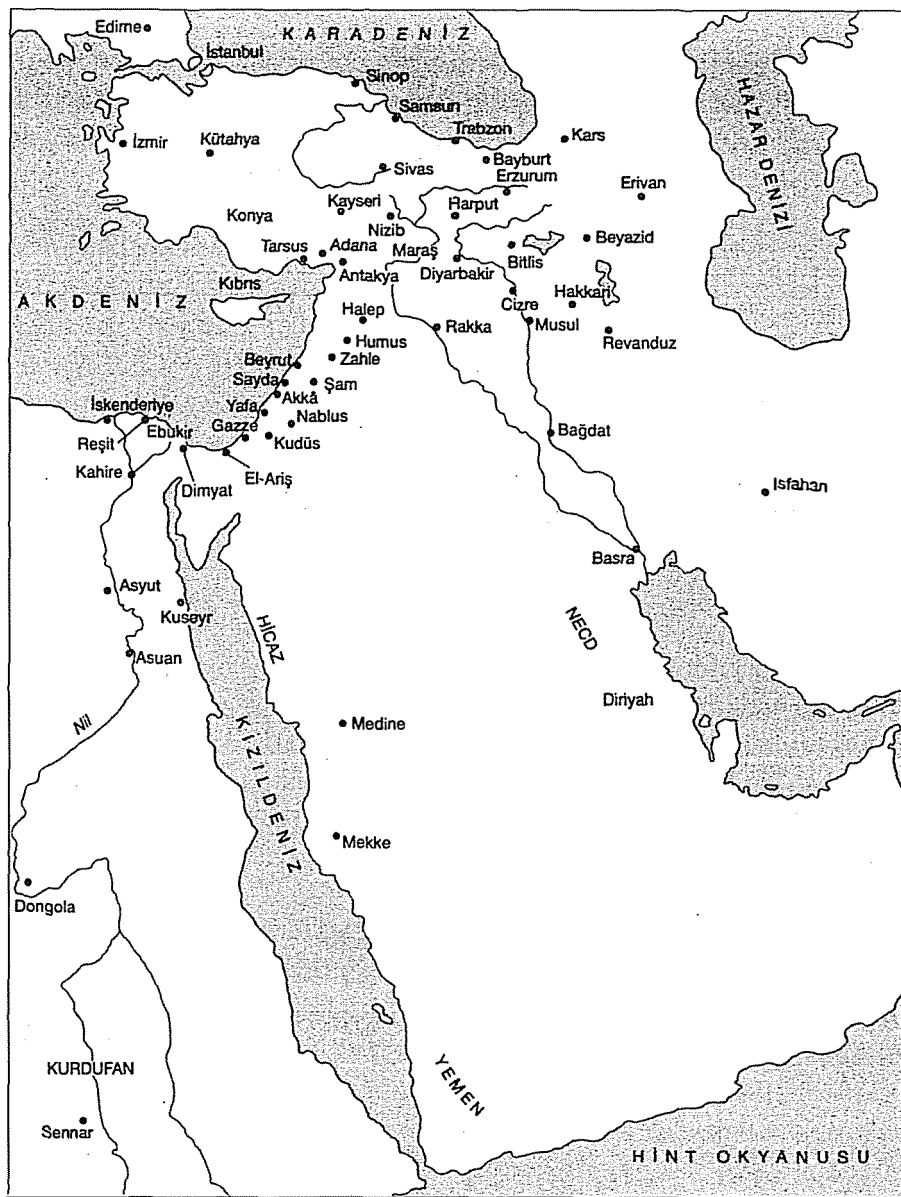 Edirne
KARADENİZ
İstanbul
Sinop
HAZAR DENİZİ
Samsun
Trabzon
Kars
İzmir
Kütahya
Bayburt
Sivas
Erzurum
Erivan
Kayseri
Harput
Konya
Nizib
Beyazid
Maraş
Tarsus
Adana
Bitlis
Diyarbakir
Antakya
Kıbrıs
Hakkari
Cizre
AKDENİZ
Halep
Rakka
Musul
Humus
Revanduz
Zahle
Beyrut
Sayda
Şam
Akkâ
Yafa
İskenderiye
Nablus
Gazze
Ebukir
Bağdat
Reşit
Kudüs
Kahire
El-Ariş
Dimyat
Isfahan
Basra
Asyut
Kuseyr
HİCAZ
NECD
Asuan
Diriyah
Nil
Medine
KIZILDENİZ
Mekke
Dongola
KURDUFAN
YEMEN
Sennar
HİNT OKYANUSU